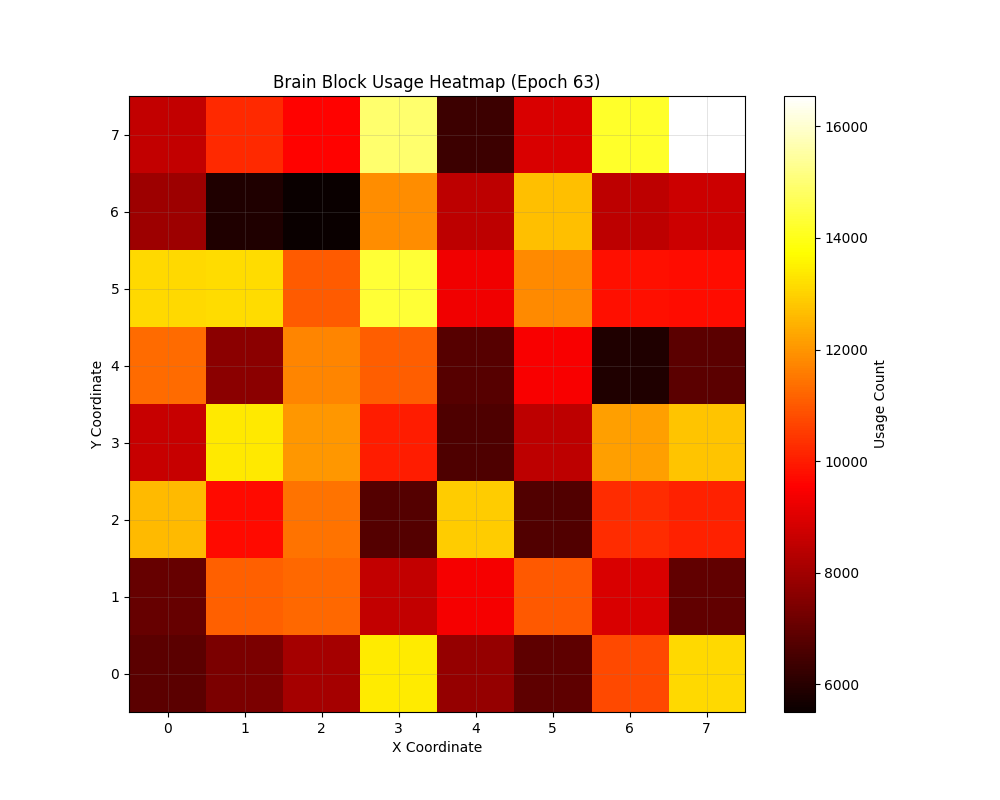 Brain Block Usage Heatmap (Epoch 63)
7
6
5
4
3
2
1
0
Y Coordinate
0 1 2 3 4 5 6 7
X Coordinate
16000
14000
12000
10000
8000
6000
Usage Count